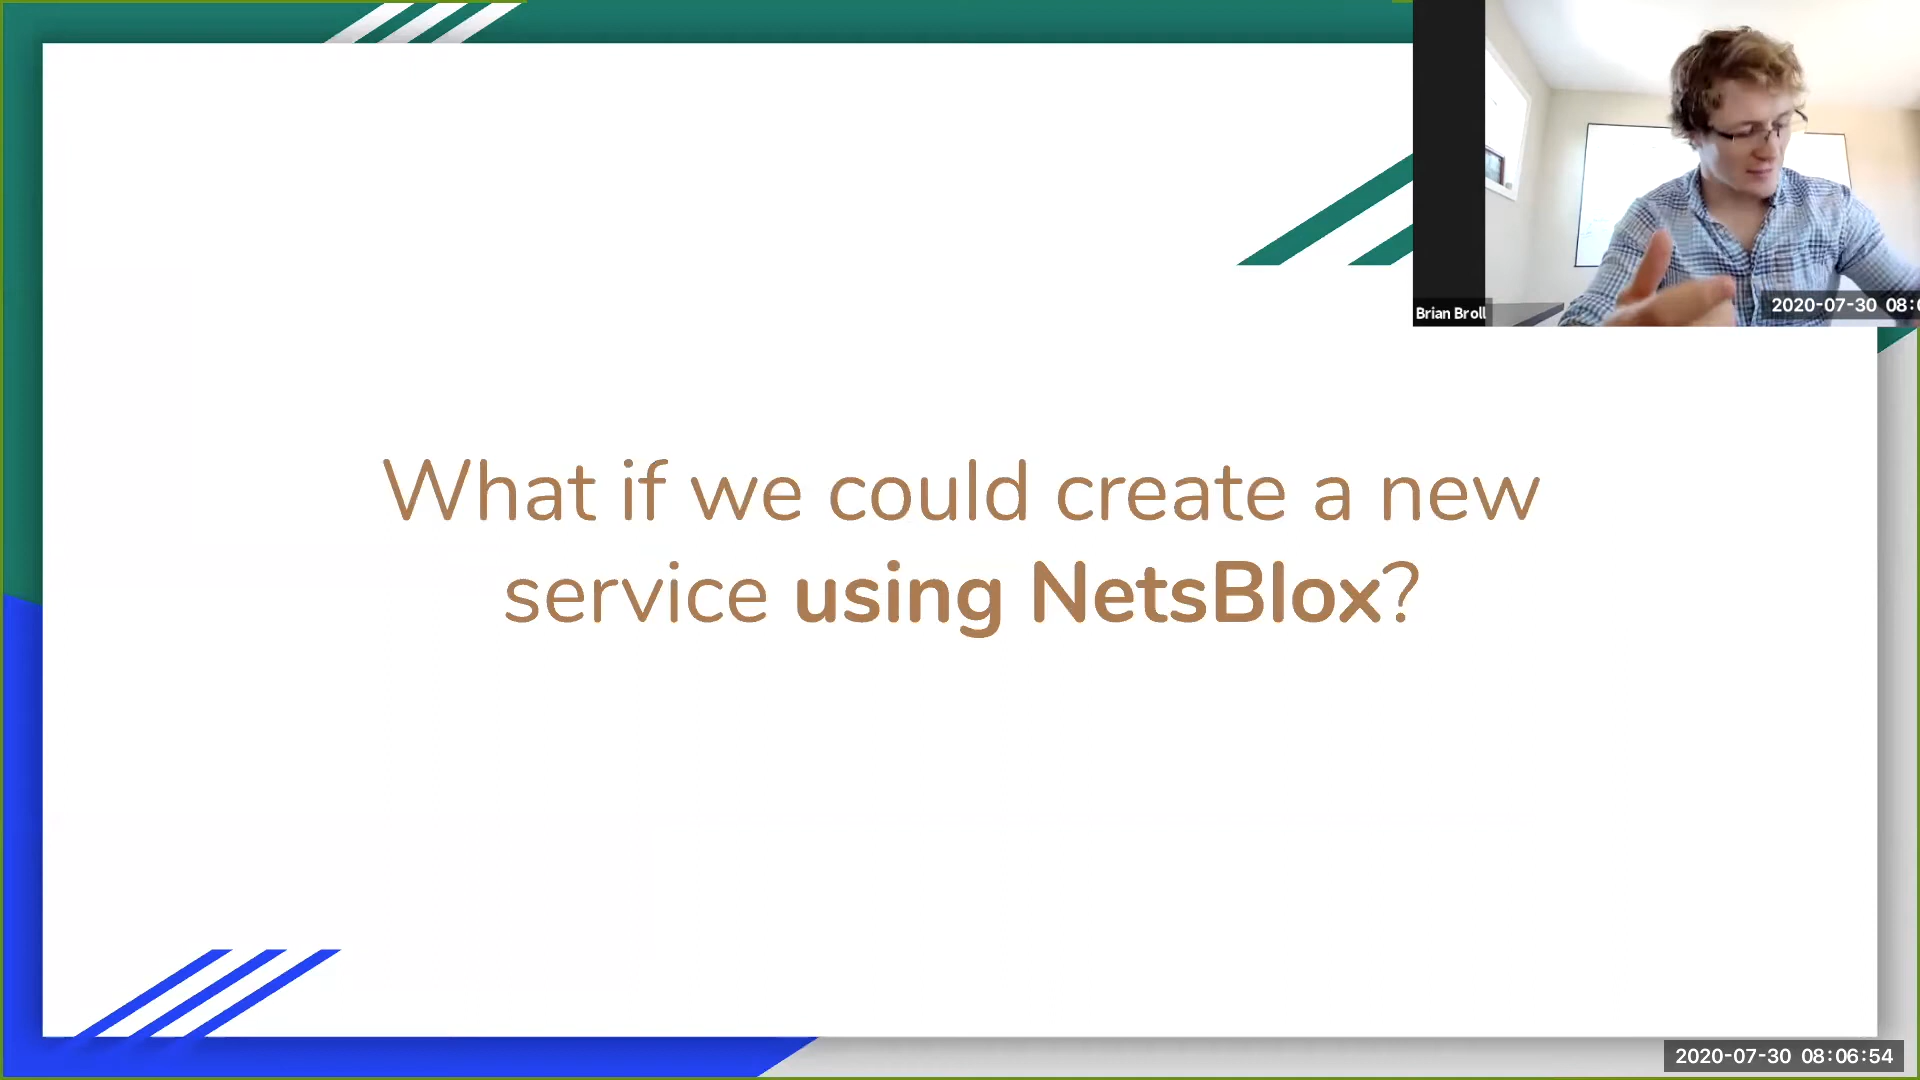 Brian Broll
2020-07-30 08:0
What if we could create a new
service using NetsBlox?
2020-07-30 08:06:54